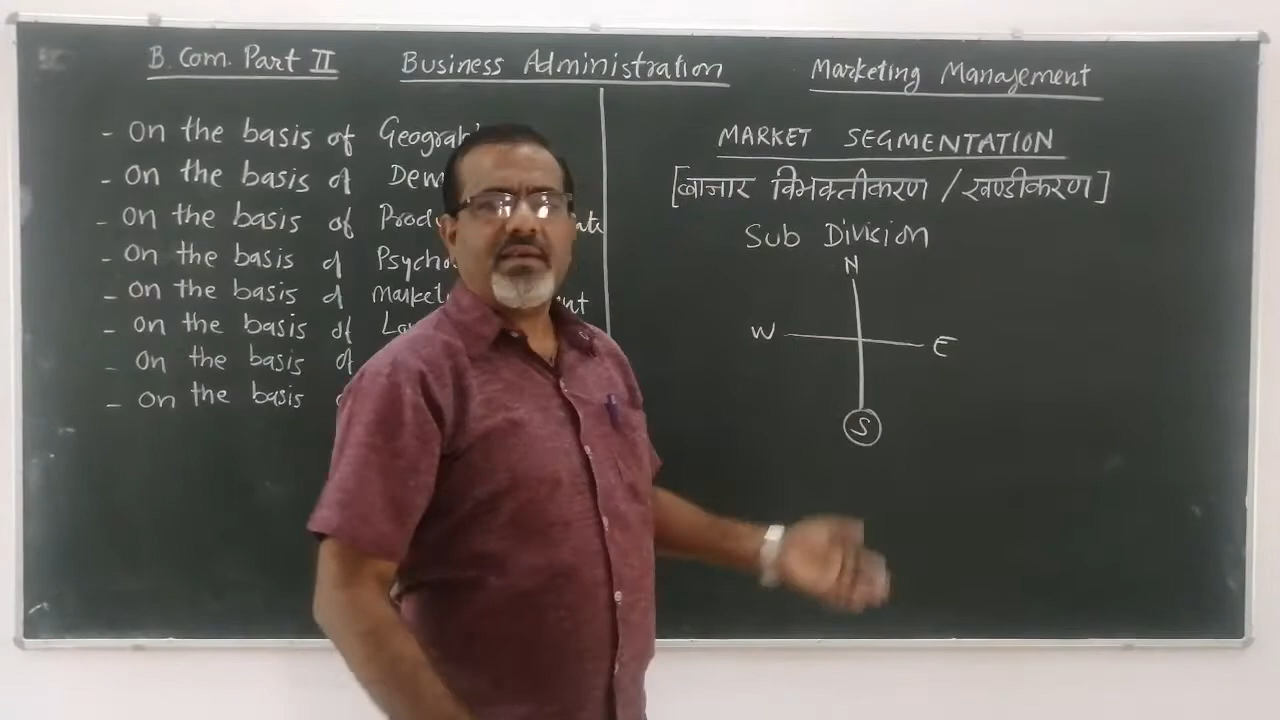 B. Com. Part II Business Administration Marketing Management
- On the basis of
- On the basis of
- On the basis of
- On the basis of
- On the basis of
- On the basis of
- On the basis of
- On the basis
MARKET SEGMENTATION
[बाजार विभक्तीकरण / खण्डीकरण]
Sub Division
N
W E
S